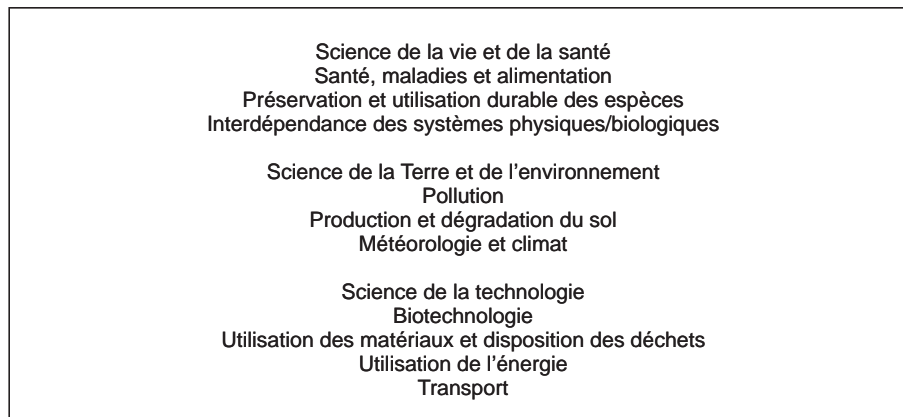 Science de la vie et de la santé
Santé, maladies et alimentation
Préservation et utilisation durable des espèces
Interdépendance des systèmes physiques/biologiques
Science de la Terre et de l'environnement
Pollution
Production et dégradation du sol
Météorologie et climat
Science de la technologie
Biotechnologie
Utilisation des matériaux et disposition des déchets
Utilisation de l'énergie
Transport